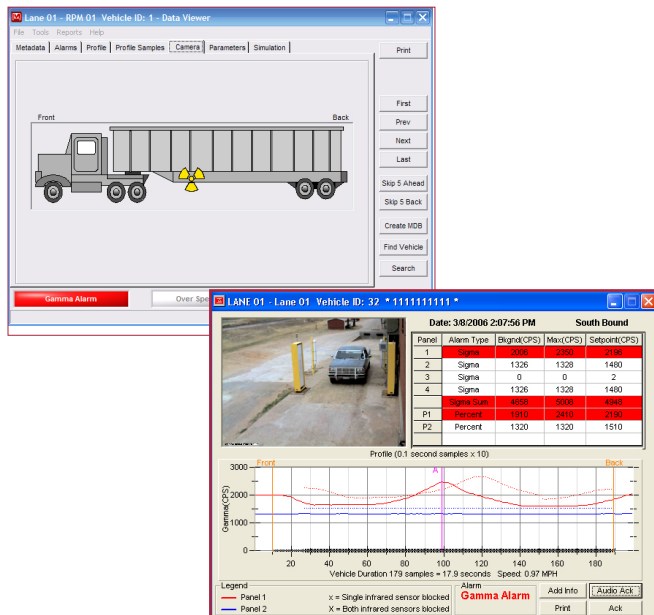 Lane 01 - RPM 01 Vehicle ID: 1 - Data Viewer
File Tools Reports Help
Metadata Alarms Profile Profile Samples Camera Parameters Simulation
Print
Front Back
First
Prev
Next
Last
Skip 5 Ahead
Skip 5 Back
Create MDB
Find Vehicle
Search
Gamma Alarm Over Spe
LANE 01 - Lane 01 Vehicle ID: 32 * 1111111111 *
Date: 3/8/2006 2:07:56 PM South Bound
Panel Alarm Type Bkgnd(CPS) Max(CPS) Setpoint(CPS)
1 Sigma 2006 2350 2196
2 Sigma 1326 1328 1480
3 Sigma 0 0 2
4 Sigma 1326 1328 1480
Sigma Sum 4658 5008 4946
P1 Percent 1910 2410 2190
P2 Percent 1320 1320 1510
Profile (0.1 second samples x 10)
Front Back
A
Gamma(CPS)
3000
2000
1000
0
20 40 60 80 100 120 140 160 180
Vehicle Duration 179 samples = 17.9 seconds Speed: 0.97 MPH
Legend
Panel 1 x = Single infrared sensor blocked
Panel 2 X = Both infrared sensors blocked
Alarm
Gamma Alarm
Add Info Audio Ack
Print Ack